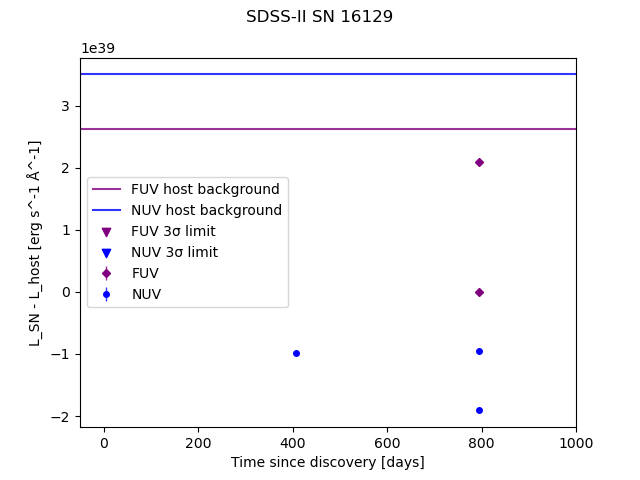 SDSS-II SN 16129
1e39
L_SN - L_host [erg s^-1 Å^-1]
3
2
1
0
−1
−2
FUV host background
NUV host background
FUV 3σ limit
NUV 3σ limit
FUV
NUV
0 200 400 600 800 1000
Time since discovery [days]